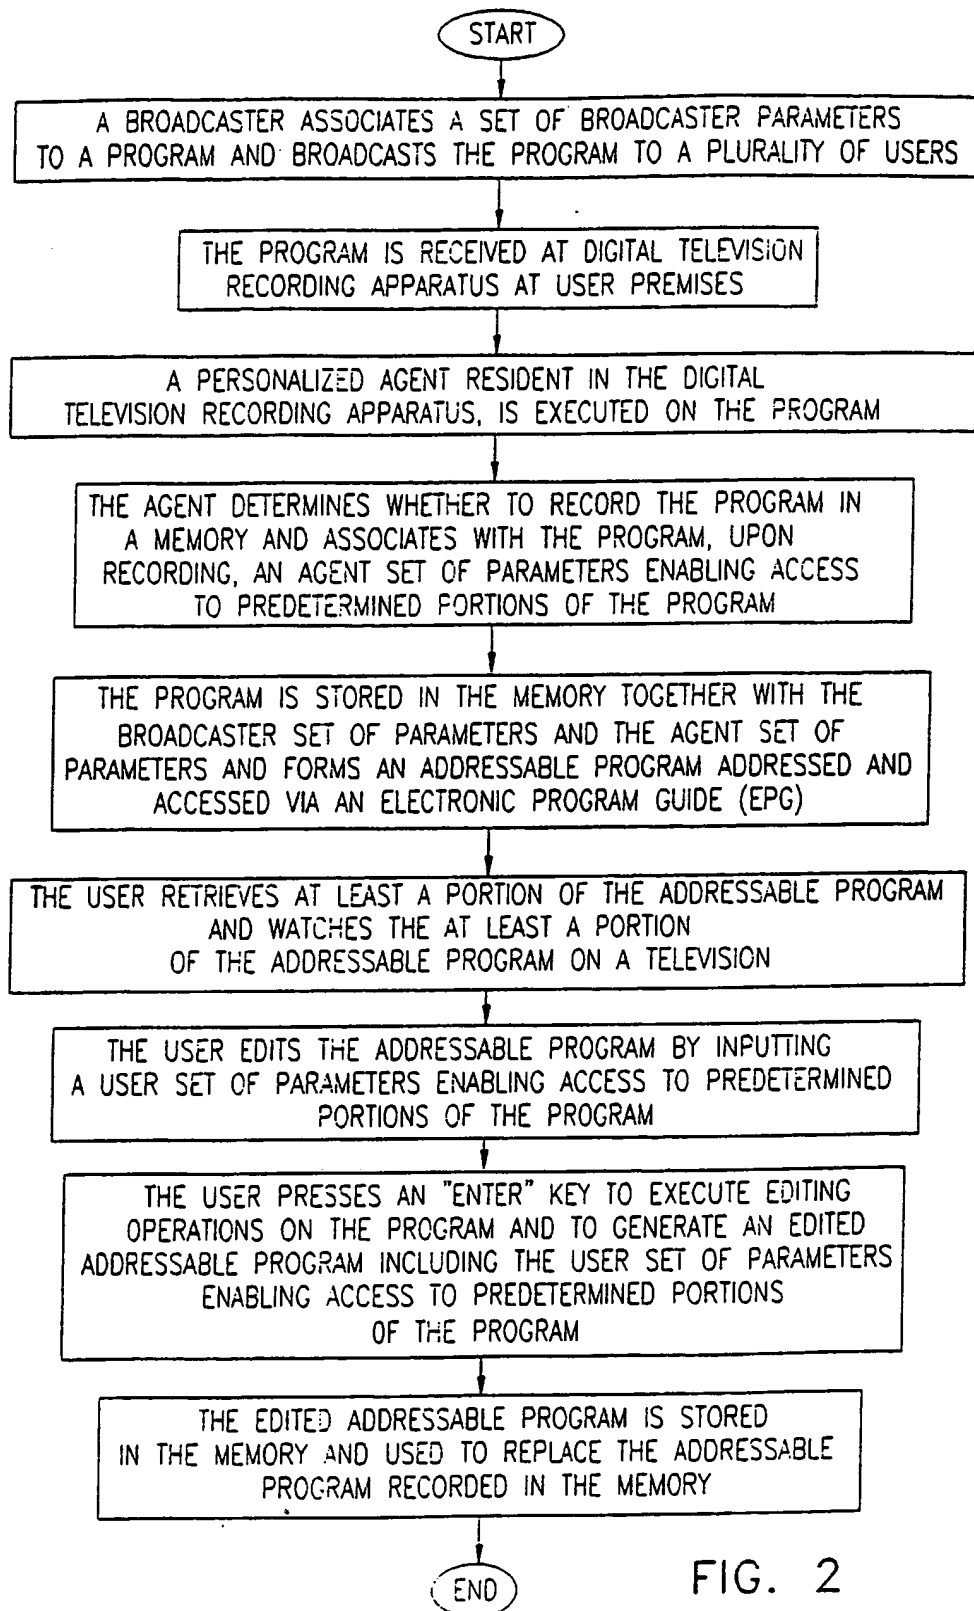 START
A BROADCASTER ASSOCIATES A SET OF BROADCASTER PARAMETERS
TO A PROGRAM AND BROADCASTS THE PROGRAM TO A PLURALITY OF USERS
THE PROGRAM IS RECEIVED AT DIGITAL TELEVISION
RECORDING APPARATUS AT USER PREMISES
A PERSONALIZED AGENT RESIDENT IN THE DIGITAL
TELEVISION RECORDING APPARATUS, IS EXECUTED ON THE PROGRAM
THE AGENT DETERMINES WHETHER TO RECORD THE PROGRAM IN
A MEMORY AND ASSOCIATES WITH THE PROGRAM, UPON
RECORDING, AN AGENT SET OF PARAMETERS ENABLING ACCESS
TO PREDETERMINED PORTIONS OF THE PROGRAM
THE PROGRAM IS STORED IN THE MEMORY TOGETHER WITH THE
BROADCASTER SET OF PARAMETERS AND THE AGENT SET OF
PARAMETERS AND FORMS AN ADDRESSABLE PROGRAM ADDRESSED AND
ACCESSED VIA AN ELECTRONIC PROGRAM GUIDE (EPG)
THE USER RETRIEVES AT LEAST A PORTION OF THE ADDRESSABLE PROGRAM
AND WATCHES THE AT LEAST A PORTION
OF THE ADDRESSABLE PROGRAM ON A TELEVISION
THE USER EDITS THE ADDRESSABLE PROGRAM BY INPUTTING
A USER SET OF PARAMETERS ENABLING ACCESS TO PREDETERMINED
PORTIONS OF THE PROGRAM
THE USER PRESSES AN "ENTER" KEY TO EXECUTE EDITING
OPERATIONS ON THE PROGRAM AND TO GENERATE AN EDITED
ADDRESSABLE PROGRAM INCLUDING THE USER SET OF PARAMETERS
ENABLING ACCESS TO PREDETERMINED PORTIONS
OF THE PROGRAM
THE EDITED ADDRESSABLE PROGRAM IS STORED
IN THE MEMORY AND USED TO REPLACE THE ADDRESSABLE
PROGRAM RECORDED IN THE MEMORY
END
FIG. 2